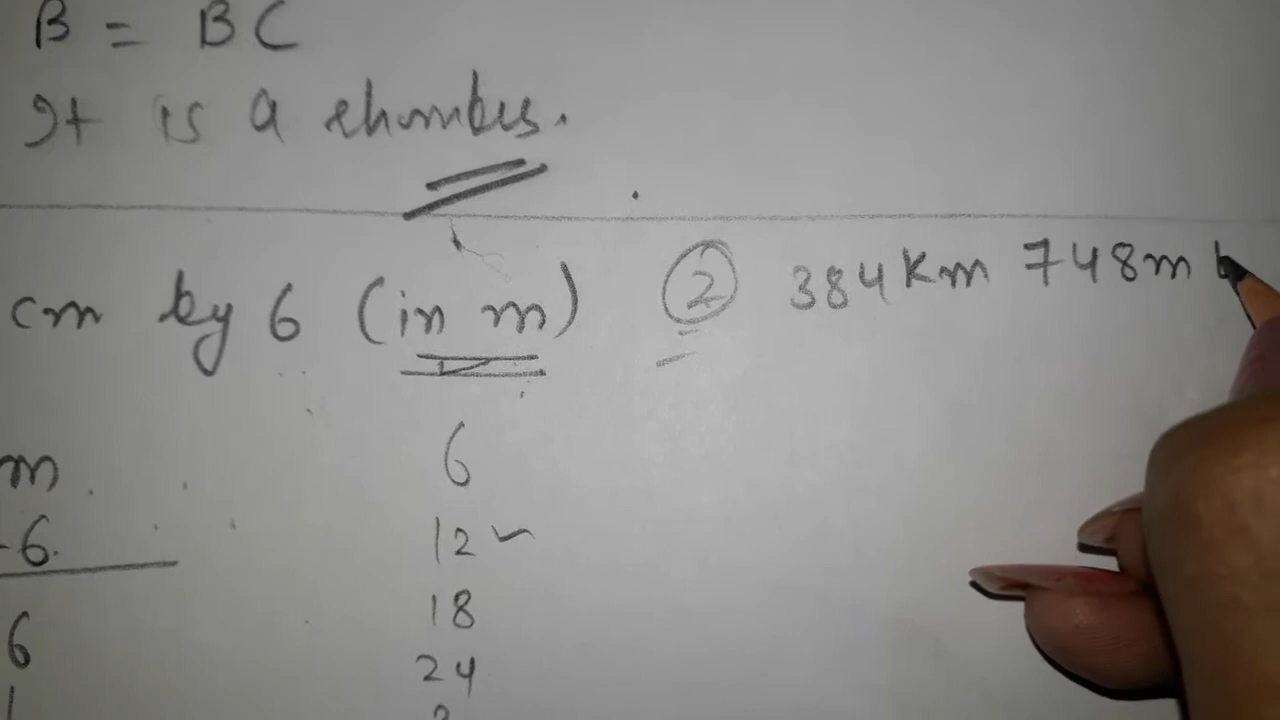 B = BC
It is a rhombus.
cm by 6 (in m)
② 384 Km 748 m b
m
6
6
12
6
18
24